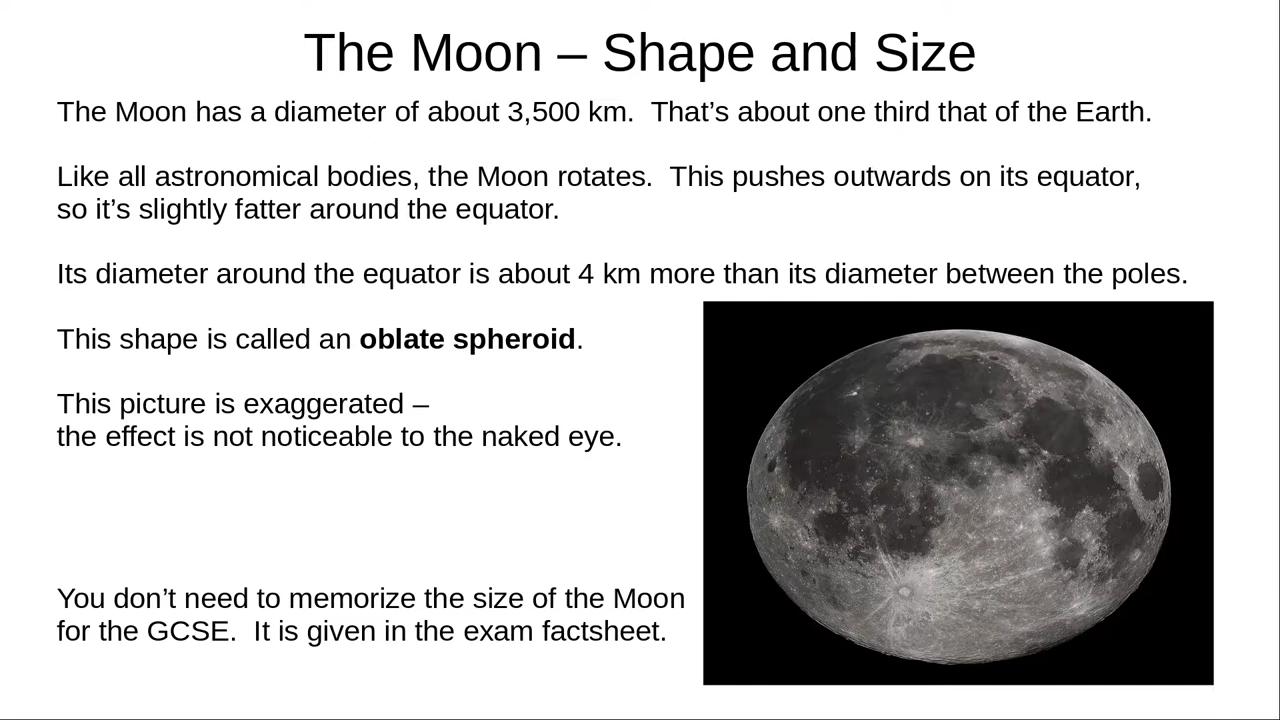 The Moon – Shape and Size
The Moon has a diameter of about 3,500 km.  That’s about one third that of the Earth.
Like all astronomical bodies, the Moon rotates.  This pushes outwards on its equator,
so it’s slightly fatter around the equator.
Its diameter around the equator is about 4 km more than its diameter between the poles.
This shape is called an oblate spheroid.
This picture is exaggerated –
the effect is not noticeable to the naked eye.
You don’t need to memorize the size of the Moon
for the GCSE.  It is given in the exam factsheet.